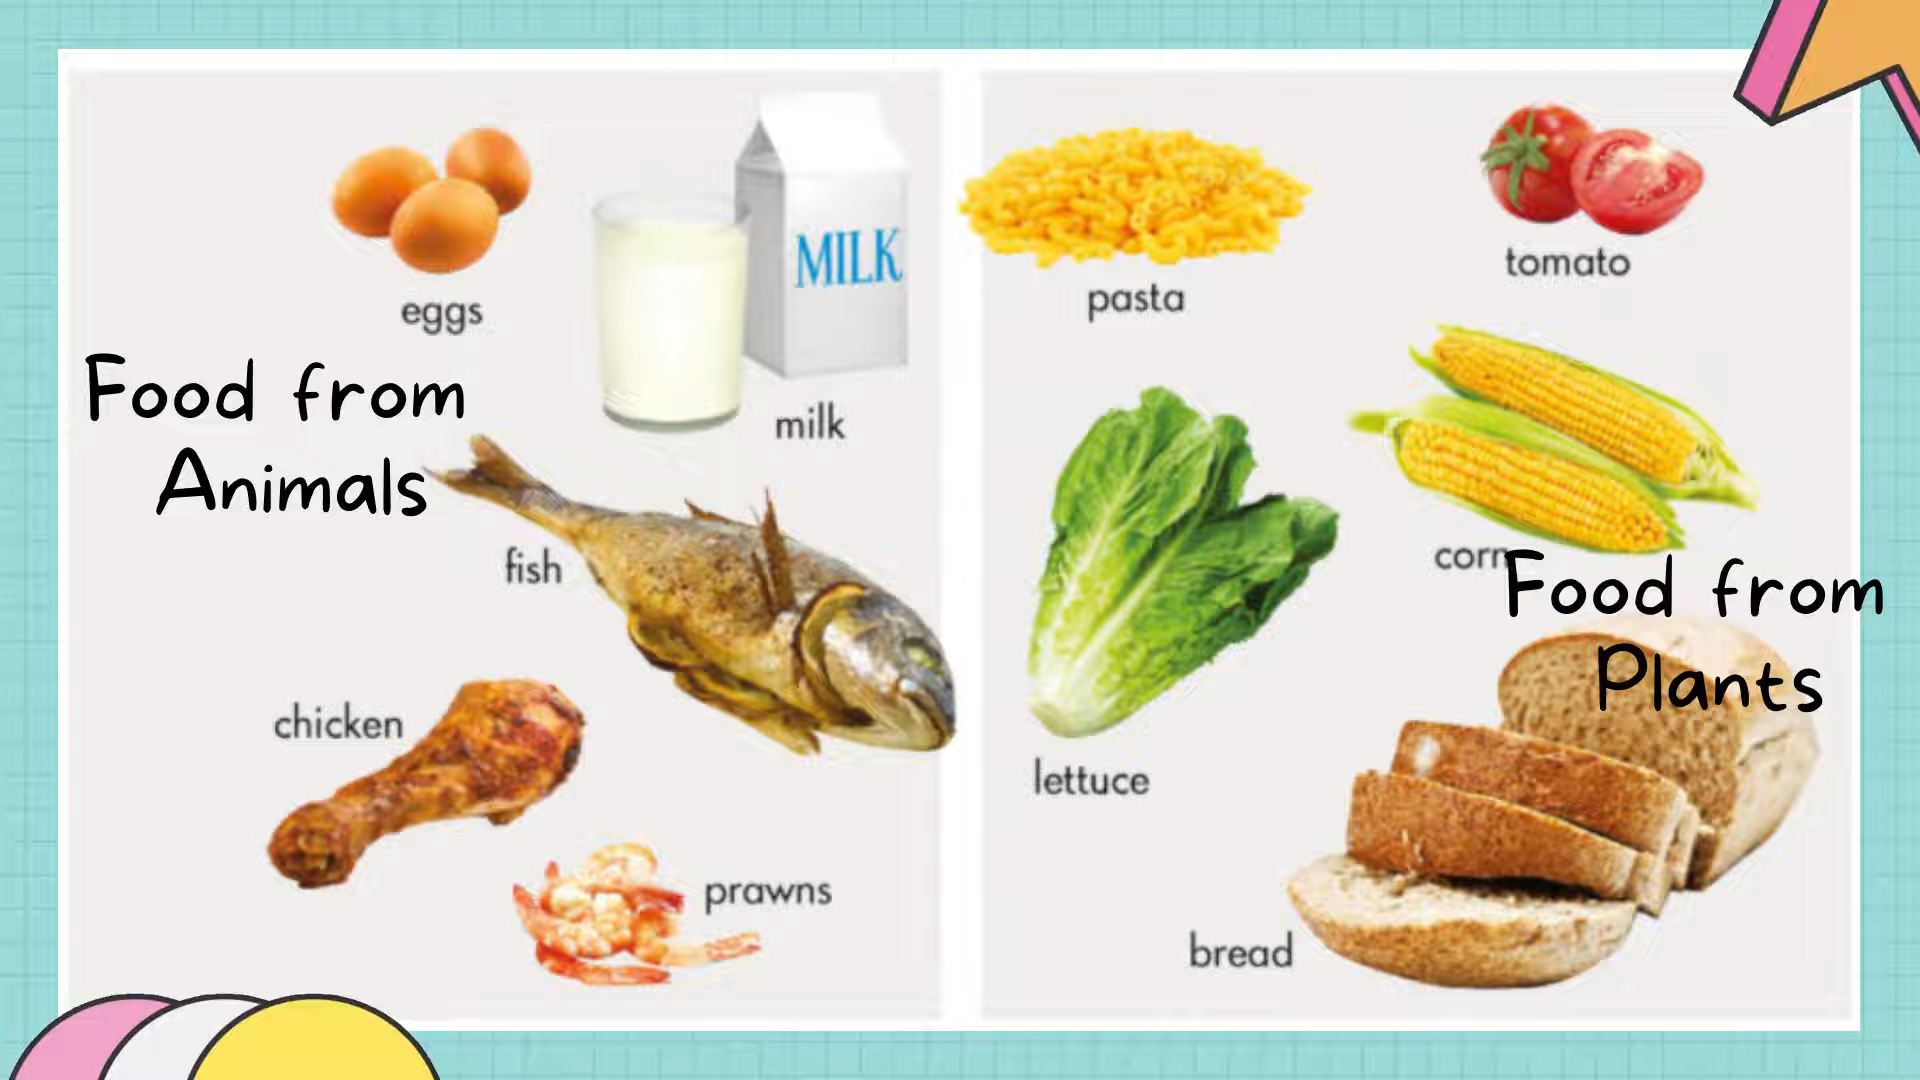 eggs
MILK
milk
Food from
Animals
fish
chicken
prawns
pasta
tomato
corn
Food from
Plants
lettuce
bread